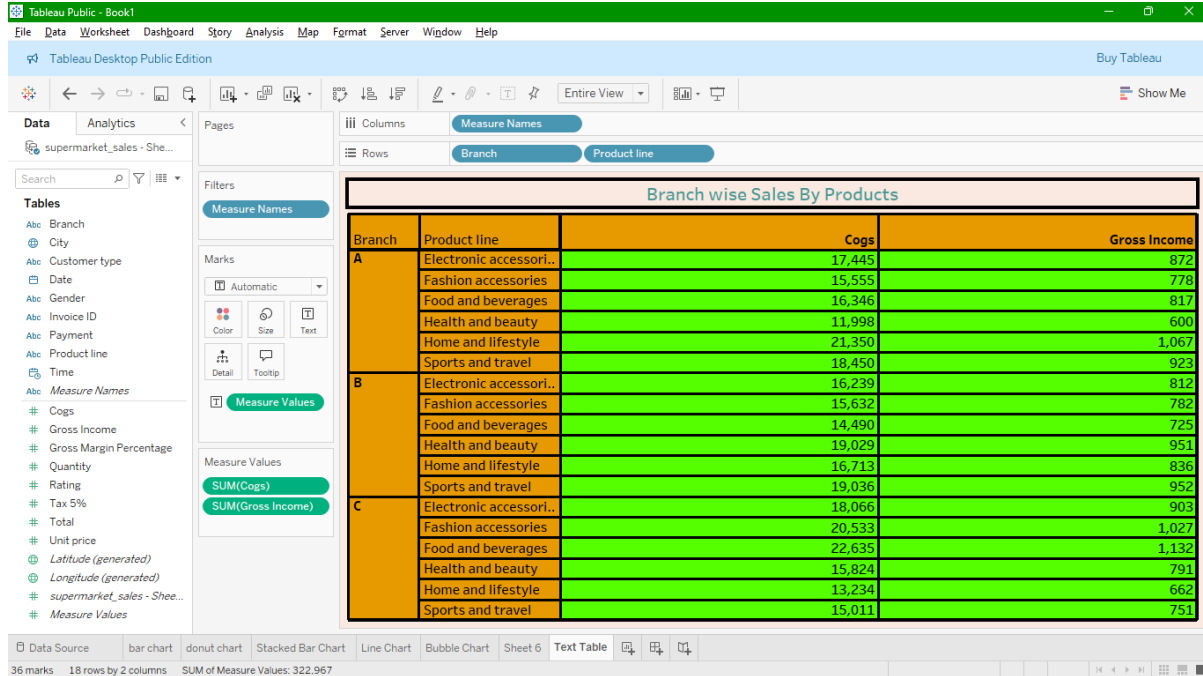 Tableau Public - Book1
File Data Worksheet Dashboard Story Analysis Map Format Server Window Help
Tableau Desktop Public Edition Buy Tableau
Entire View Show Me
Data Analytics
supermarket_sales - She...
Search
Tables
Abc Branch
City
Abc Customer type
Date
Abc Gender
Abc Invoice ID
Abc Payment
Abc Product line
Time
Abc Measure Names
# Cogs
# Gross Income
# Gross Margin Percentage
# Quantity
# Rating
# Tax 5%
# Total
# Unit price
Latitude (generated)
Longitude (generated)
# supermarket_sales - Shee...
# Measure Values
Pages
Filters
Measure Names
Marks
T Automatic
Color Size Text
Detail Tooltip
T Measure Values
Measure Values
SUM(Cogs)
SUM(Gross Income)
Columns Measure Names
Rows Branch Product line
Branch wise Sales By Products
Branch Product line Cogs Gross Income
A Electronic accessori.. 17,445 872
Fashion accessories 15,555 778
Food and beverages 16,346 817
Health and beauty 11,998 600
Home and lifestyle 21,350 1,067
Sports and travel 18,450 923
B Electronic accessori.. 16,239 812
Fashion accessories 15,632 782
Food and beverages 14,490 725
Health and beauty 19,029 951
Home and lifestyle 16,713 836
Sports and travel 19,036 952
C Electronic accessori.. 18,066 903
Fashion accessories 20,533 1,027
Food and beverages 22,635 1,132
Health and beauty 15,824 791
Home and lifestyle 13,234 662
Sports and travel 15,011 751
Data Source bar chart donut chart Stacked Bar Chart Line Chart Bubble Chart Sheet 6 Text Table
36 marks 18 rows by 2 columns SUM of Measure Values: 322,967